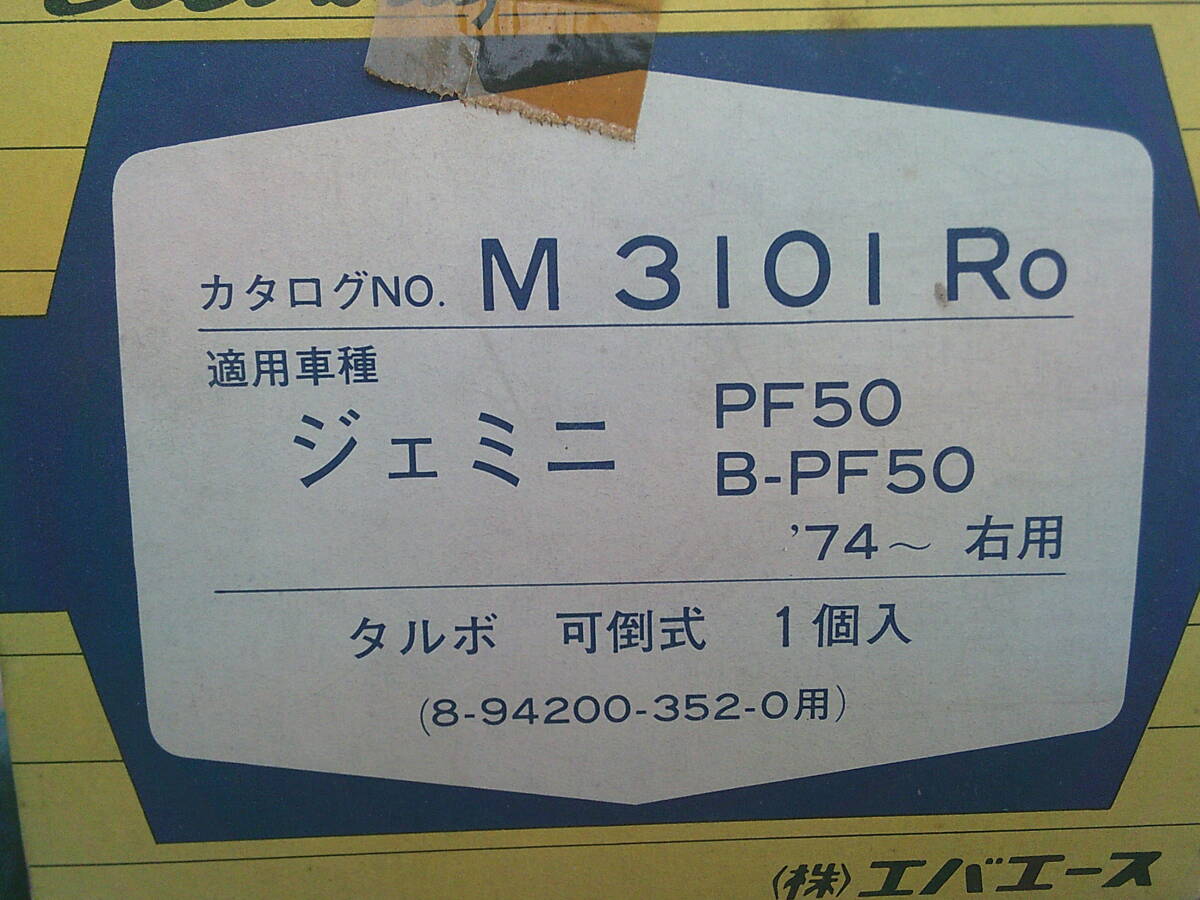 カタログNO. M 3101 Ro
適用車種
ジェミニ PF50
B-PF50
'74～ 右用
タルボ 可倒式 1個入
(8-94200-352-0用)
(株)エバエース